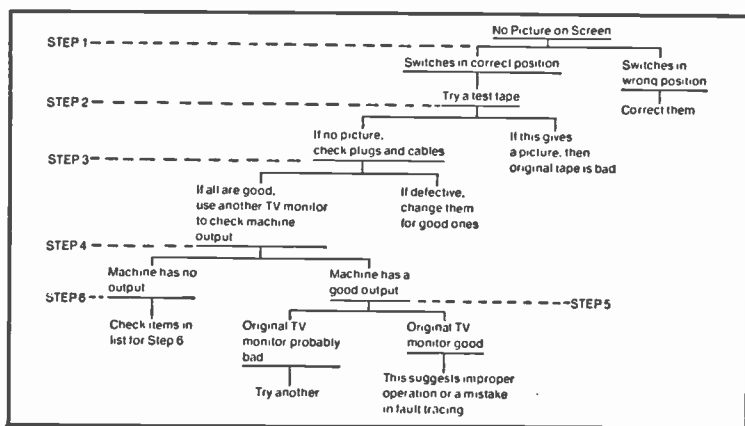 No Picture on Screen
STEP 1
Switches in correct position
Switches in
wrong position
STEP 2
Try a test tape
Correct them
If no picture,
check plugs and cables
If this gives
a picture, then
original tape is bad
STEP 3
If all are good,
use another TV monitor
to check machine
output
If defective,
change them
for good ones
STEP 4
Machine has no
output
Machine has a
good output
STEP 6
STEP 5
Check items in
list for Step 6
Original TV
monitor probably
bad
Original TV
monitor good
Try another
This suggests improper
operation or a mistake
in fault tracing